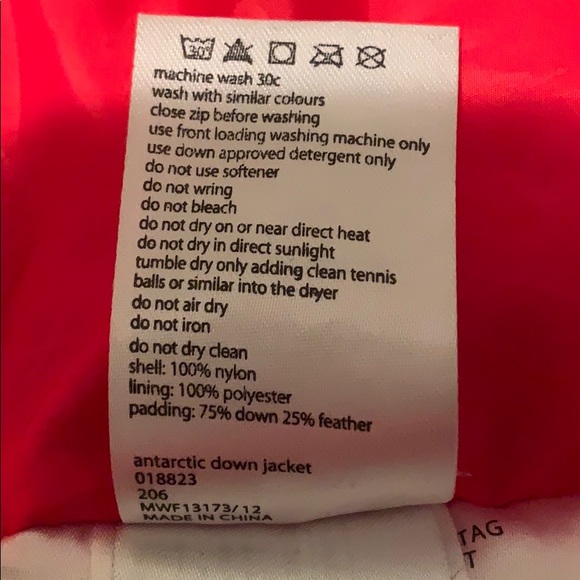 30°
machine wash 30c
wash with similar colours
close zip before washing
use front loading washing machine only
use down approved detergent only
do not use softener
do not wring
do not bleach
do not dry on or near direct heat
do not dry in direct sunlight
tumble dry only adding clean tennis
balls or similar into the dryer
do not air dry
do not iron
do not dry clean
shell: 100% nylon
lining: 100% polyester
padding: 75% down 25% feather
antarctic down jacket
018823
206
MWF13173/12
MADE IN CHINA
TAG
T